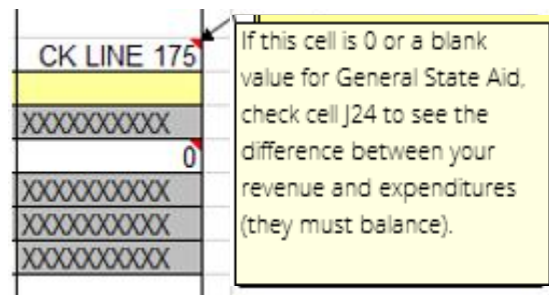 CK LINE 175
XXXXXXXXXX
0
XXXXXXXXXX
XXXXXXXXXX
XXXXXXXXXX
If this cell is 0 or a blank
value for General State Aid,
check cell J24 to see the
difference between your
revenue and expenditures
(they must balance).